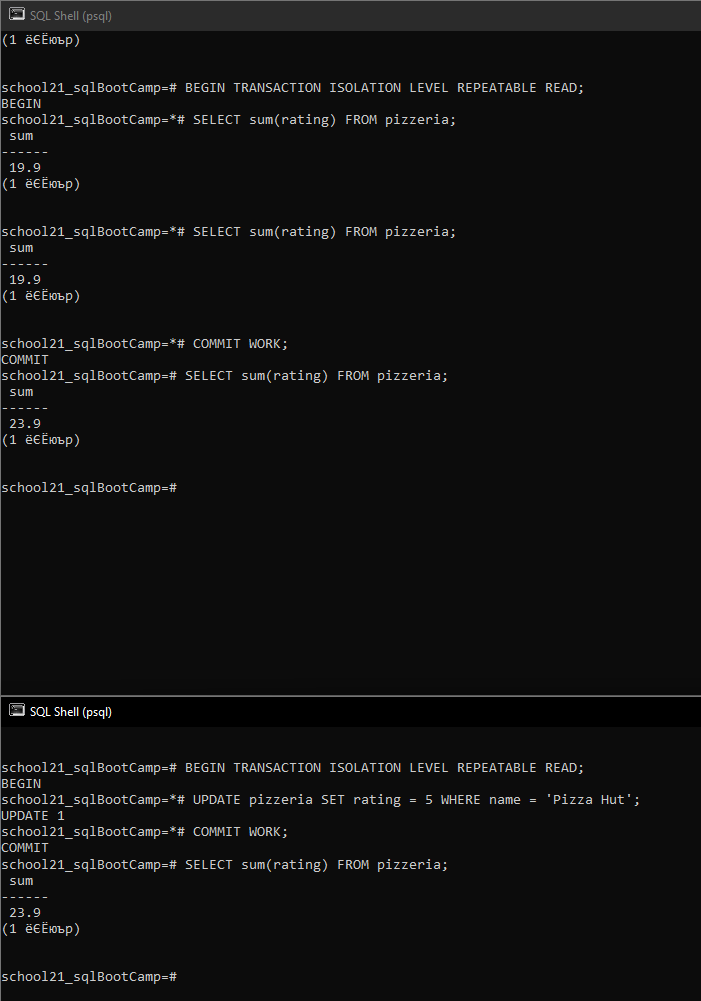 SQL Shell (psql)
(1 ёЄЁюър)
school21_sqlBootCamp=# BEGIN TRANSACTION ISOLATION LEVEL REPEATABLE READ;
BEGIN
school21_sqlBootCamp=*# SELECT sum(rating) FROM pizzeria;
 sum
------
 19.9
(1 ёЄЁюър)
school21_sqlBootCamp=*# SELECT sum(rating) FROM pizzeria;
 sum
------
 19.9
(1 ёЄЁюър)
school21_sqlBootCamp=*# COMMIT WORK;
COMMIT
school21_sqlBootCamp=# SELECT sum(rating) FROM pizzeria;
 sum
------
 23.9
(1 ёЄЁюър)
school21_sqlBootCamp=#
SQL Shell (psql)
school21_sqlBootCamp=# BEGIN TRANSACTION ISOLATION LEVEL REPEATABLE READ;
BEGIN
school21_sqlBootCamp=*# UPDATE pizzeria SET rating = 5 WHERE name = 'Pizza Hut';
UPDATE 1
school21_sqlBootCamp=*# COMMIT WORK;
COMMIT
school21_sqlBootCamp=# SELECT sum(rating) FROM pizzeria;
 sum
------
 23.9
(1 ёЄЁюър)
school21_sqlBootCamp=#